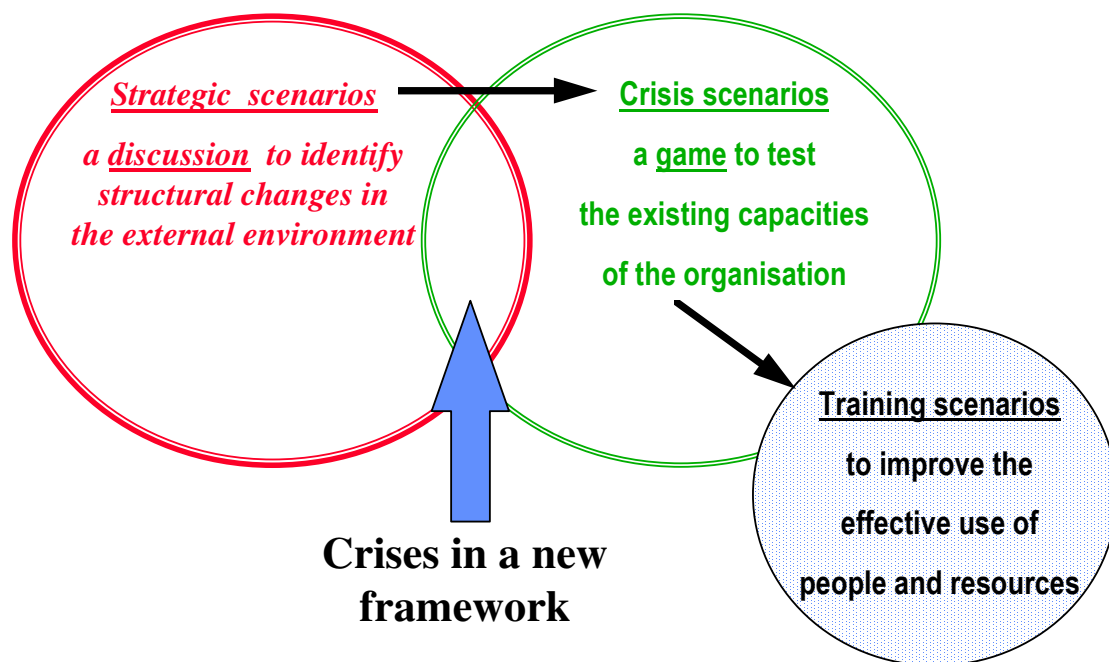 Strategic scenarios
a discussion to identify
structural changes in
the external environment
Crisis scenarios
a game to test
the existing capacities
of the organisation
Training scenarios
to improve the
effective use of
people and resources
Crises in a new
framework